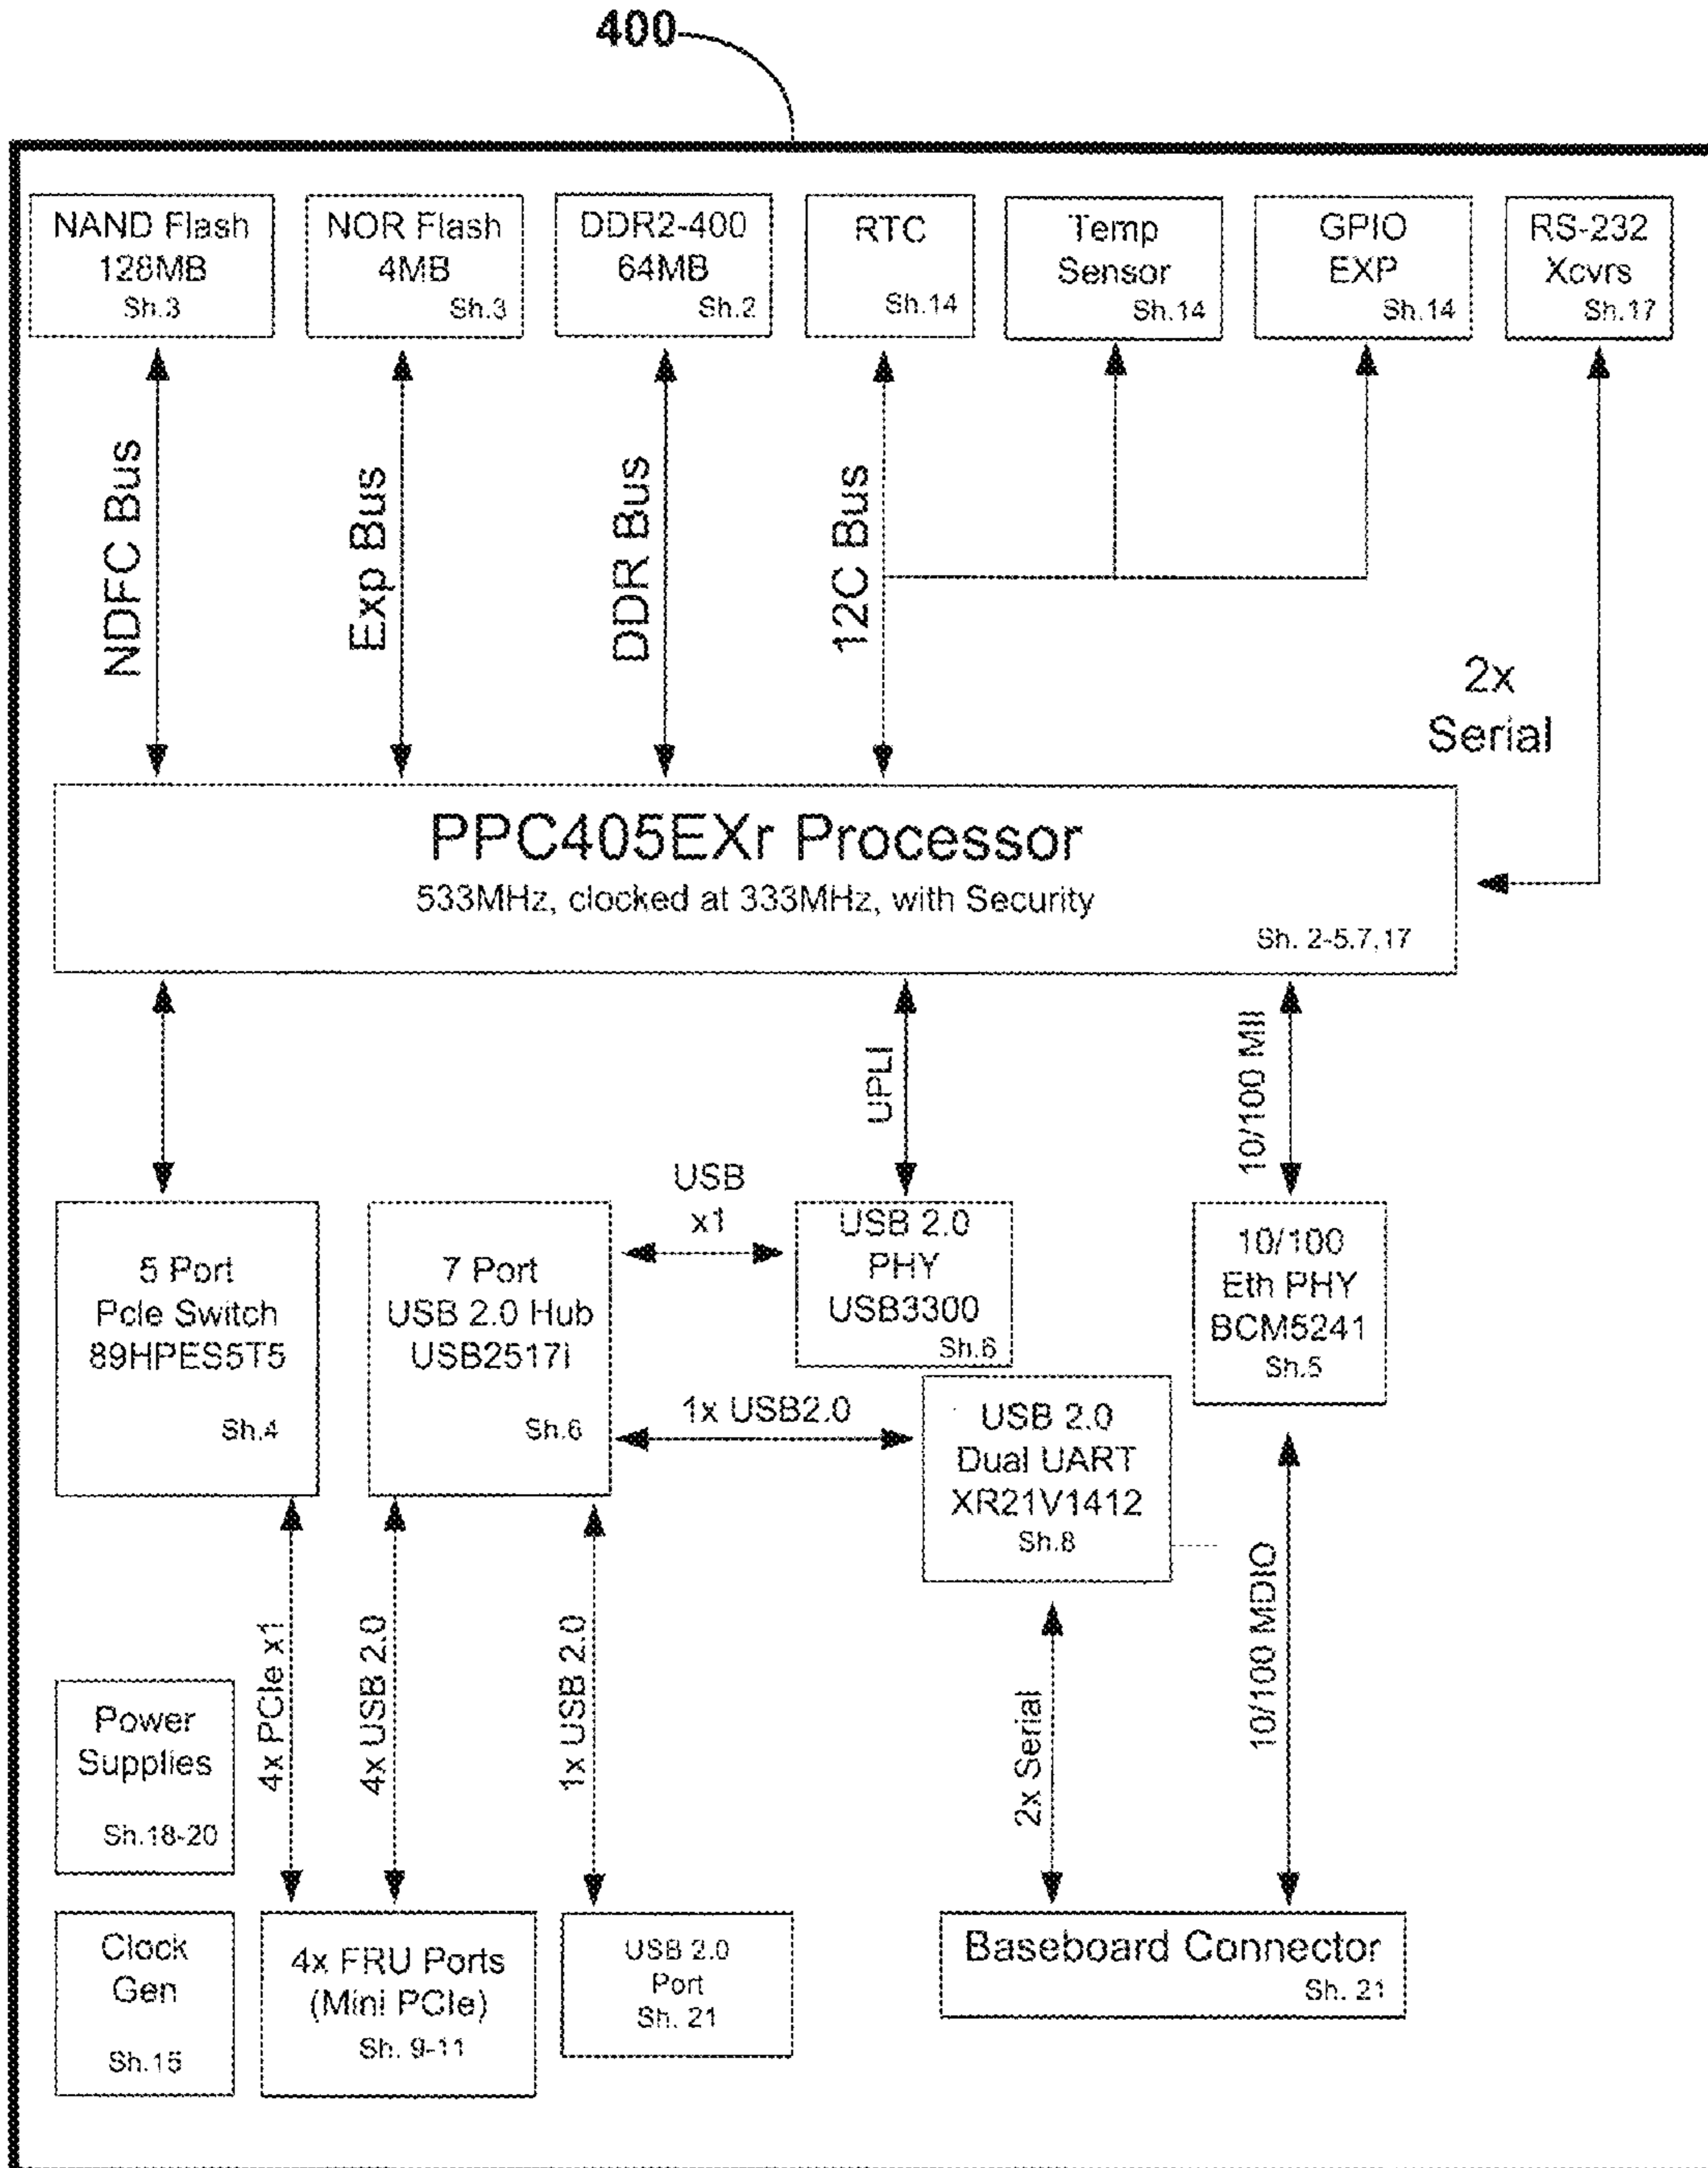 400
NAND Flash
128MB
Sh.3
NOR Flash
4MB
Sh.3
DDR2-400
64MB
Sh.2
RTC
Sh.14
Temp
Sensor
Sh.14
GPIO
EXP
Sh.14
RS-232
Xcvrs
Sh.17
NDFC Bus
Exp Bus
DDR Bus
12C Bus
2x
Serial
PPC405EXr Processor
533MHz, clocked at 333MHz, with Security
Sh. 2-5.7,17
UPLI
10/100 MII
5 Port
PcIe Switch
89HPES5T5
Sh.4
7 Port
USB 2.0 Hub
USB2517i
Sh.6
USB
x1
USB 2.0
PHY
USB3300
Sh.6
10/100
Eth PHY
BCM5241
Sh.5
1x USB2.0
USB 2.0
Dual UART
XR21V1412
Sh.8
4x PCIe x1
4x USB 2.0
1x USB 2.0
2x Serial
10/100 MDIO
Power
Supplies
Sh.18-20
Clock
Gen
Sh.15
4x FRU Ports
(Mini PCIe)
Sh. 9-11
USB 2.0
Port
Sh. 21
Baseboard Connector
Sh. 21